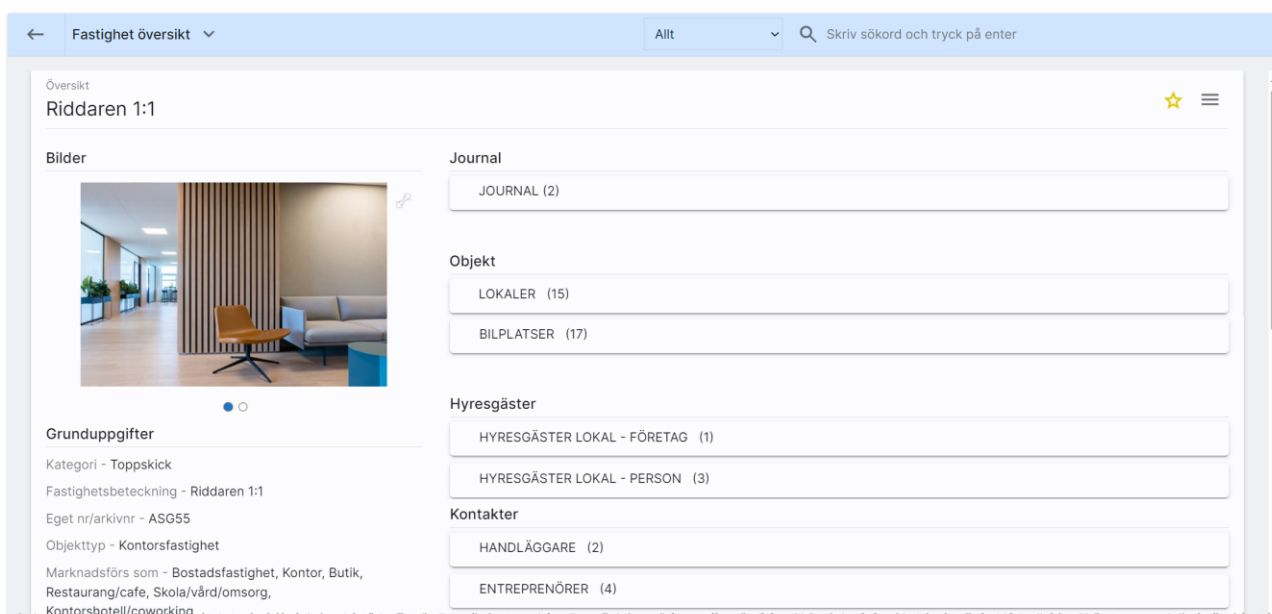 Fastighet översikt
Allt
Skriv sökord och tryck på enter
Översikt
Riddaren 1:1
Bilder
Grunduppgifter
Kategori - Toppskick
Fastighetsbeteckning - Riddaren 1:1
Eget nr/arkivnr - ASG55
Objekttyp - Kontorsfastighet
Marknadsförs som - Bostadsfastighet, Kontor, Butik,
Restaurang/cafe, Skola/vård/omsorg,
Kontorshotell/coworking
Journal
JOURNAL (2)
Objekt
LOKALER (15)
BILPLATSER (17)
Hyresgäster
HYRESGÄSTER LOKAL - FÖRETAG (1)
HYRESGÄSTER LOKAL - PERSON (3)
Kontakter
HANDLÄGGARE (2)
ENTREPRENÖRER (4)